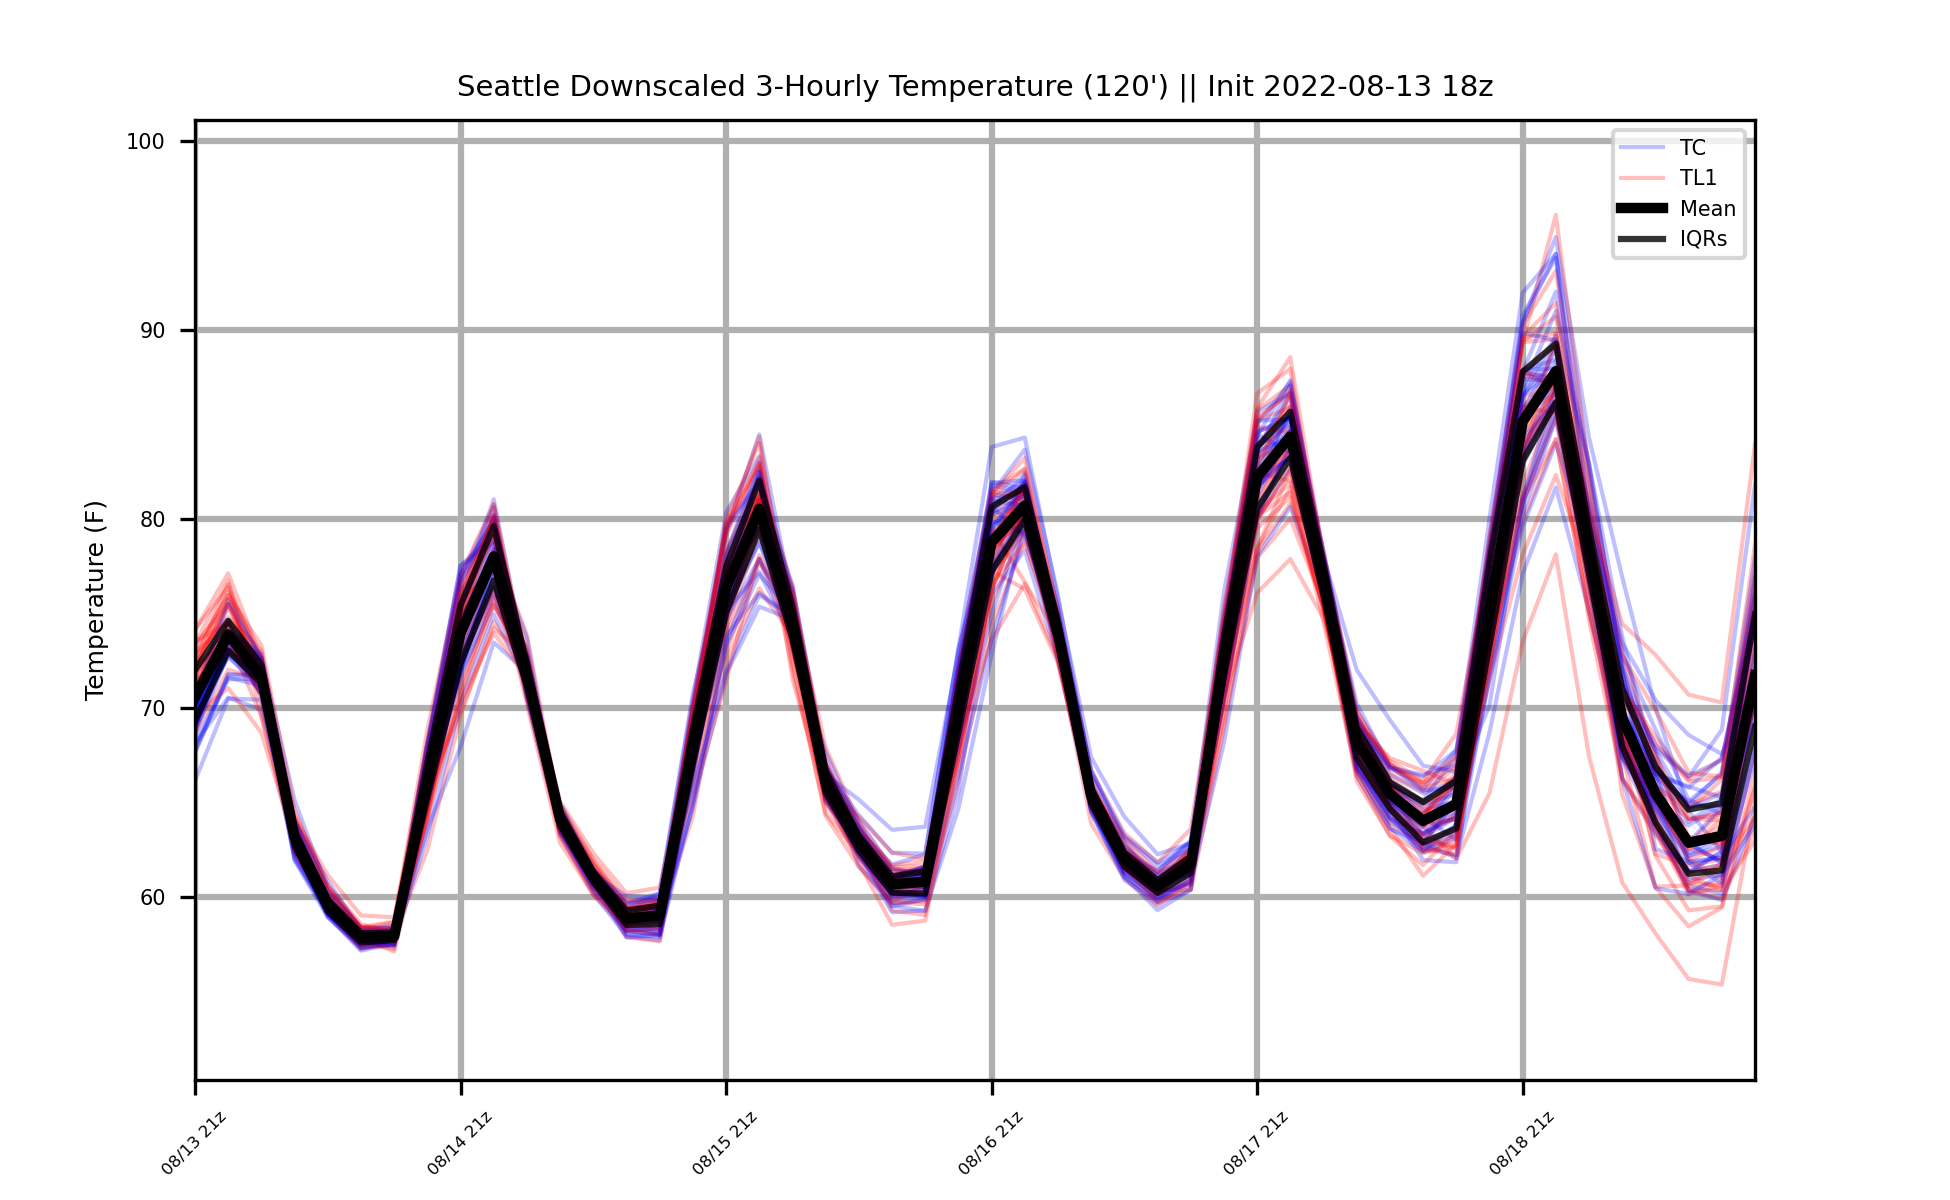 Seattle Downscaled 3-Hourly Temperature (120') || Init 2022-08-13 18z
TC
TL1
Mean
IQRs
Temperature (F)
100
90
80
70
60
08/13 21z
08/14 21z
08/15 21z
08/16 21z
08/17 21z
08/18 21z